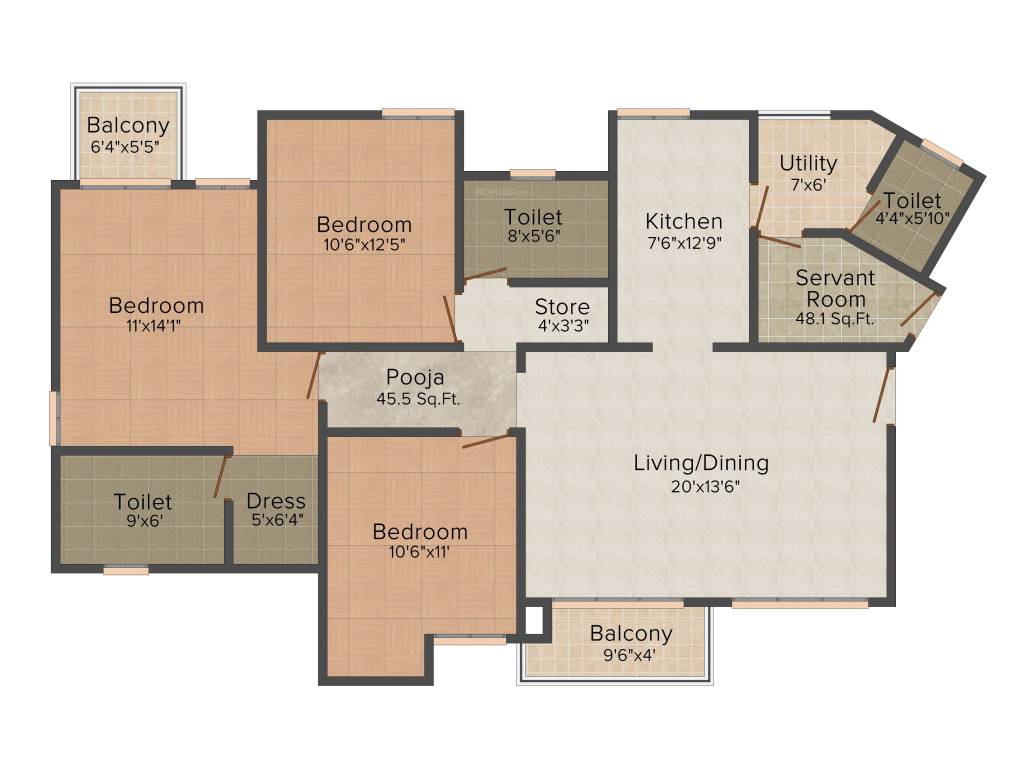 Balcony
6'4"x5'5"
Bedroom
10'6"x12'5"
PROPTIGER.com
Toilet
8'x5'6"
Kitchen
7'6"x12'9"
Utility
7'x6'
Toilet
4'4"x5'10"
Bedroom
11'x14'1"
Store
4'x3'3"
Servant
Room
48.1 Sq.Ft.
Pooja
45.5 Sq.Ft.
Living/Dining
20'x13'6"
Toilet
9'x6'
Dress
5'x6'4"
Bedroom
10'6"x11'
Balcony
9'6"x4'